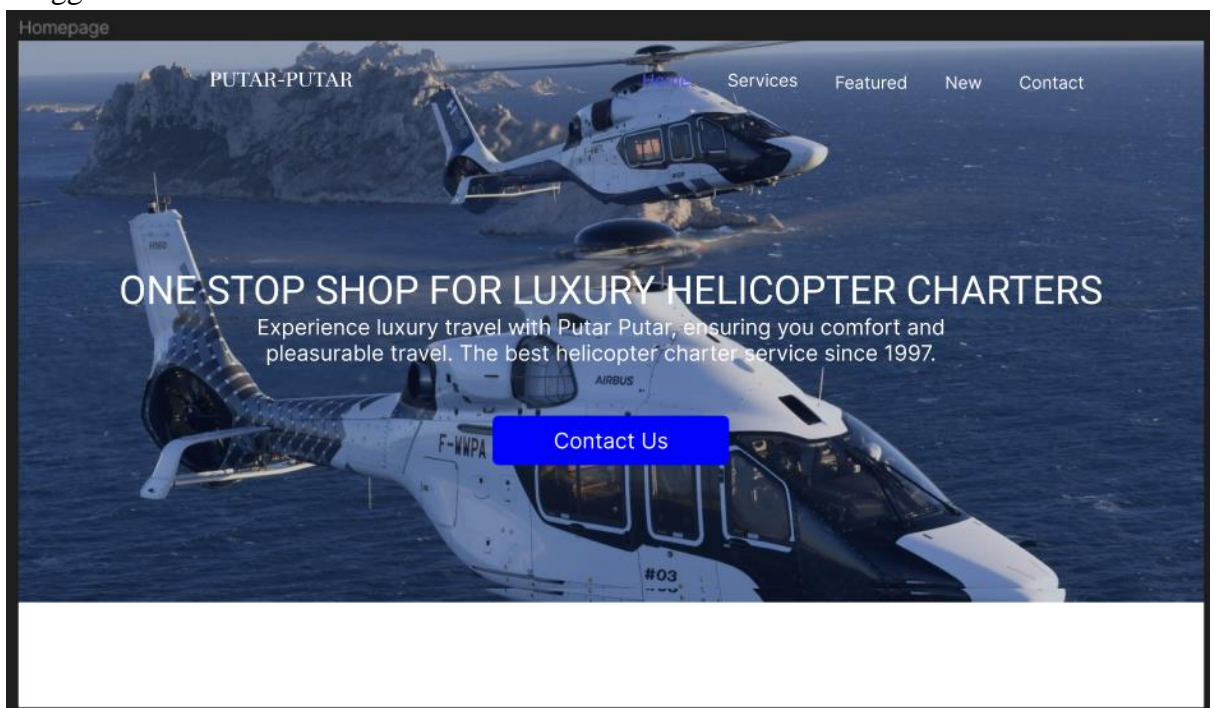 Homepage
PUTAR-PUTAR
Home Services Featured New Contact
ONE STOP SHOP FOR LUXURY HELICOPTER CHARTERS
Experience luxury travel with Putar Putar, ensuring you comfort and
pleasurable travel. The best helicopter charter service since 1997.
Contact Us
H160
AIRBUS
F-WWPA
#03